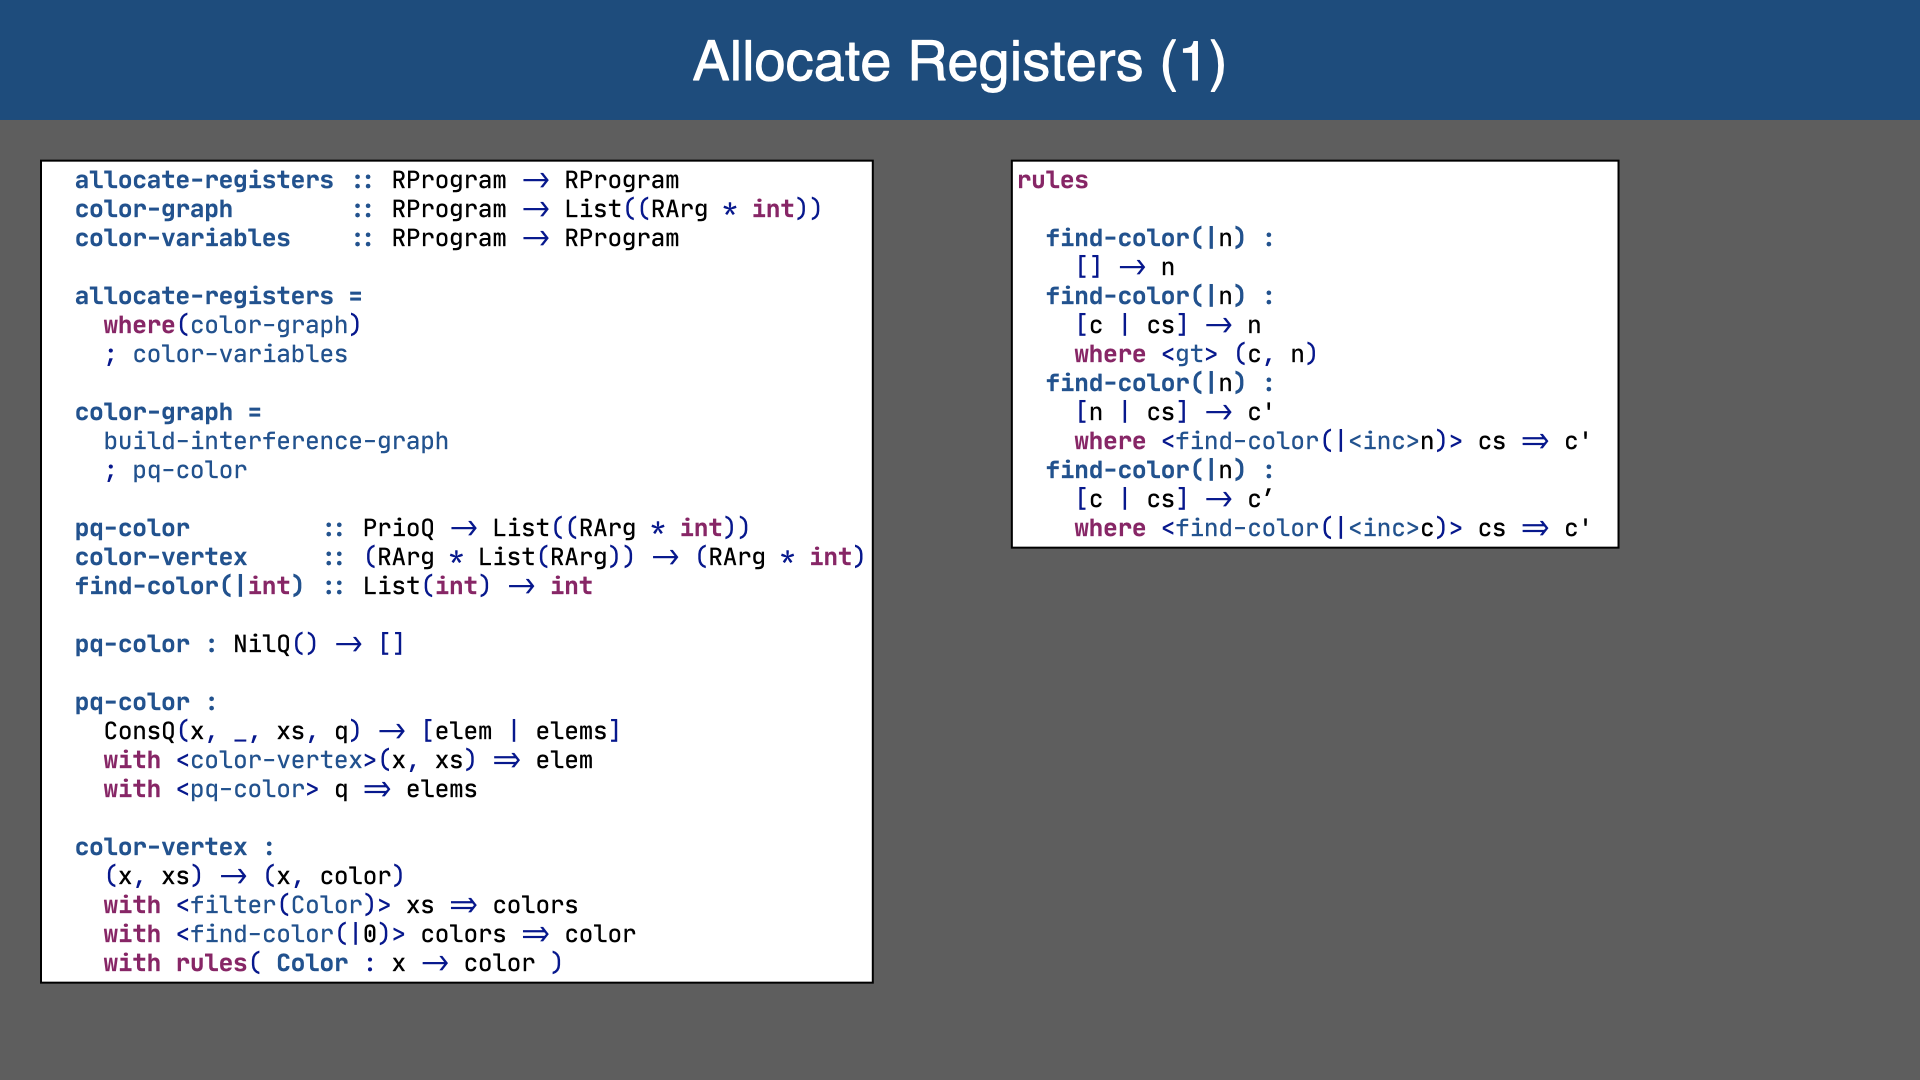 Allocate Registers (1)
allocate-registers :: RProgram → RProgram
color-graph :: RProgram → List((RArg * int))
color-variables :: RProgram → RProgram
allocate-registers =
where(color-graph)
; color-variables
color-graph =
build-interference-graph
; pq-color
pq-color :: PrioQ → List((RArg * int))
color-vertex :: (RArg * List(RArg)) → (RArg * int)
find-color(|int) :: List(int) → int
pq-color : NilQ() → []
pq-color :
ConsQ(x, _, xs, q) → [elem | elems]
with <color-vertex>(x, xs) ⇒ elem
with <pq-color> q ⇒ elems
color-vertex :
(x, xs) → (x, color)
with <filter(Color)> xs ⇒ colors
with <find-color(|0)> colors ⇒ color
with rules( Color : x → color )
rules
find-color(|n) :
[] → n
find-color(|n) :
[c | cs] → n
where <gt> (c, n)
find-color(|n) :
[n | cs] → c'
where <find-color(|<inc>n)> cs ⇒ c'
find-color(|n) :
[c | cs] → c’
where <find-color(|<inc>c)> cs ⇒ c'